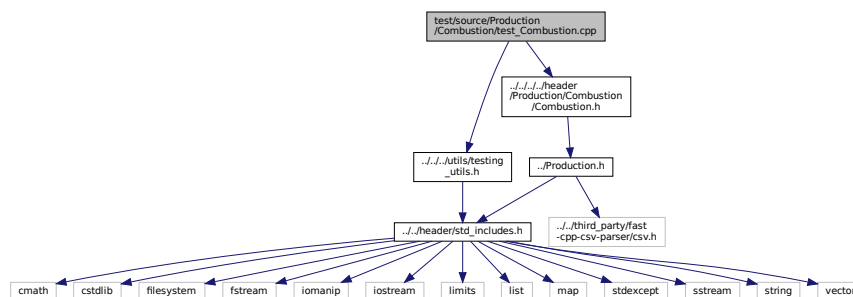 test/source/Production
/Combustion/test_Combustion.cpp
../../../../header
/Production/Combustion
/Combustion.h
../../../utils/testing
_utils.h
../Production.h
../../header/std_includes.h
../../third_party/fast
-cpp-csv-parser/csv.h
cmath
cstdlib
filesystem
fstream
iomanip
iostream
limits
list
map
stdexcept
sstream
string
vector